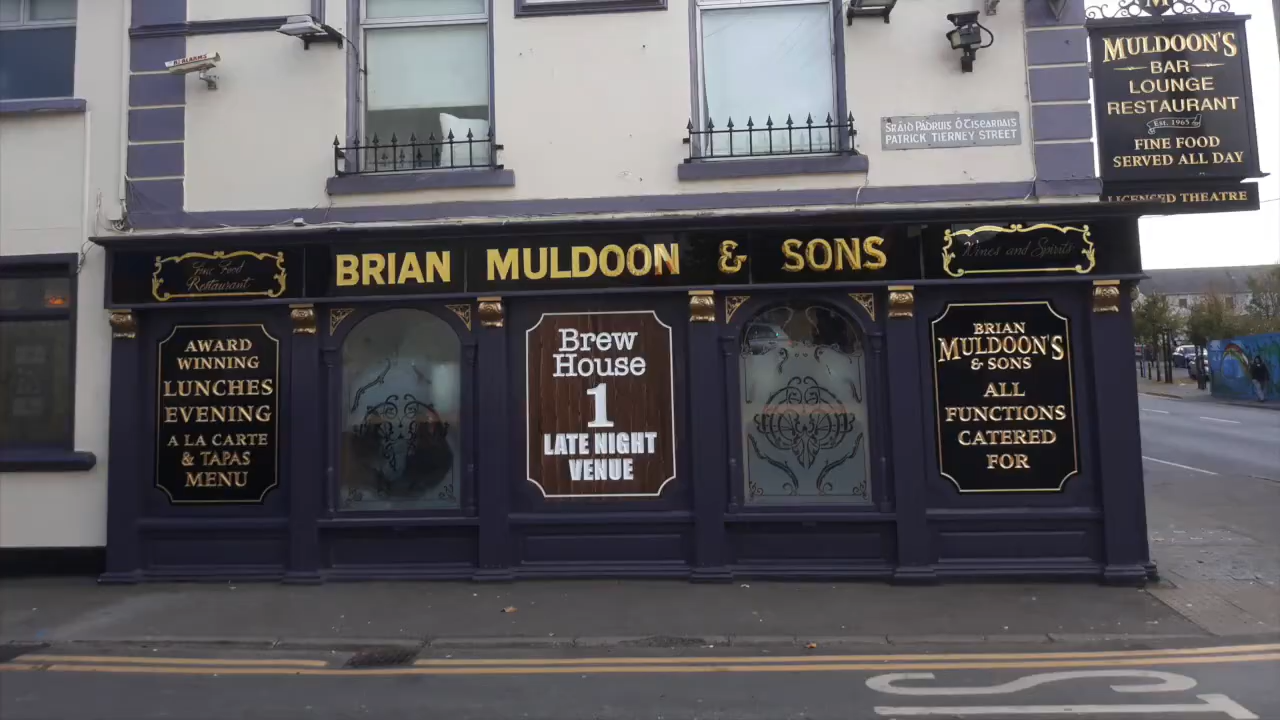 MULDOON'S
BAR
LOUNGE
RESTAURANT
Est. 1965
FINE FOOD
SERVED ALL DAY
LICENSED THEATRE
SRÁID PÁDRUIG Ó TIGEARNAIS
PATRICK TIERNEY STREET
Fine Food
Restaurant
BRIAN MULDOON & SONS
Wines and Spirits
AWARD
WINNING
LUNCHES
EVENING
A LA CARTE
& TAPAS
MENU
Brew
House
1
LATE NIGHT
VENUE
BRIAN
MULDOON'S
& SONS
ALL
FUNCTIONS
CATERED
FOR